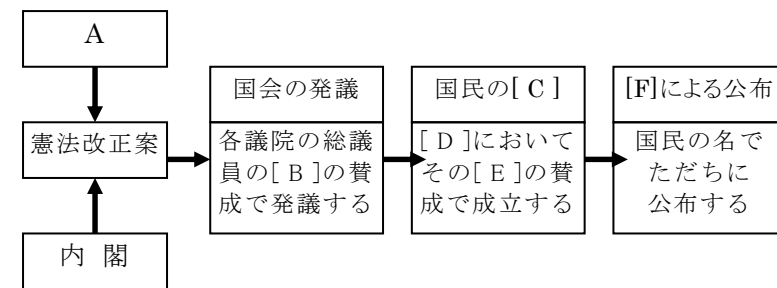 A
憲法改正案
内 閣
国会の発議
各議院の総議
員の[ B ]の賛
成で発議する
国民の[ C ]
[ D ]において
その[ E ]の賛
成で成立する
[F]による公布
国民の名で
ただちに
公布する